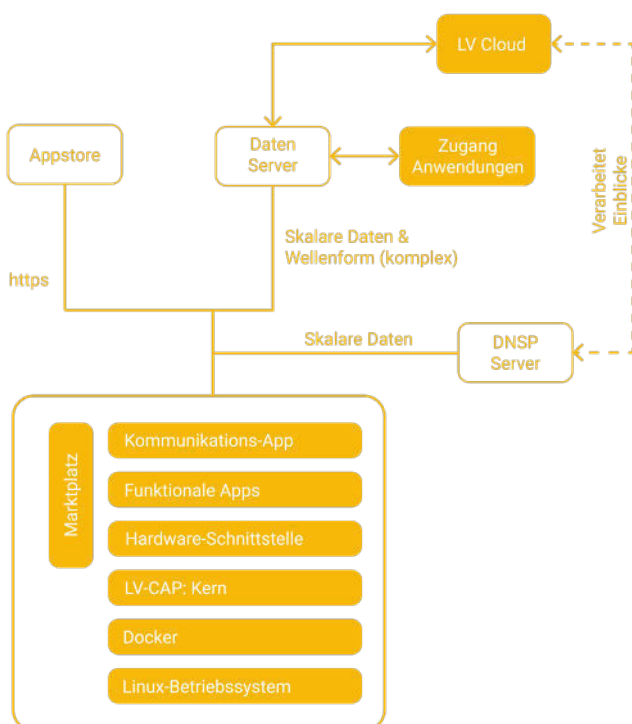 LV Cloud
Appstore
Daten
Server
Zugang
Anwendungen
Verarbeitet
Einblicke
Skalare Daten &
Wellenform (komplex)
https
Skalare Daten
DNSP
Server
Marktplatz
Kommunikations-App
Funktionale Apps
Hardware-Schnittstelle
LV-CAP: Kern
Docker
Linux-Betriebssystem